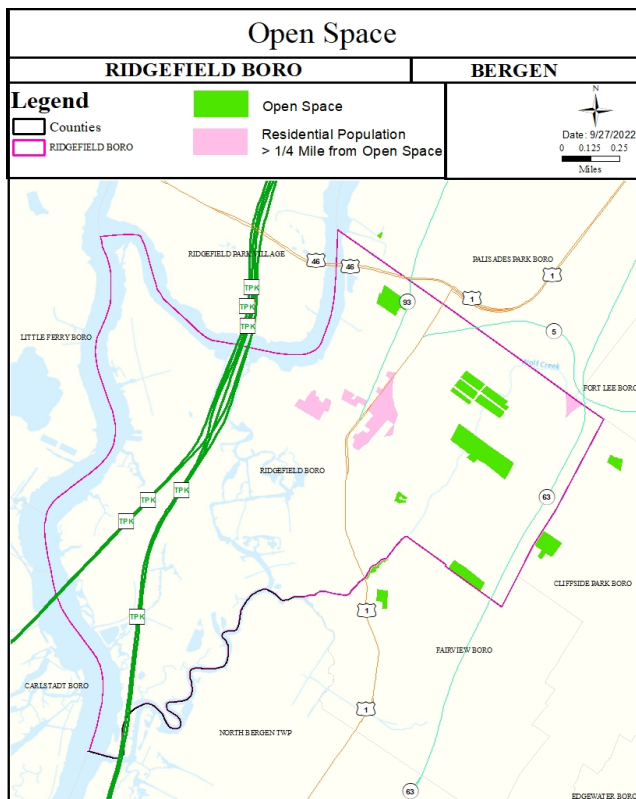 Open Space
RIDGEFIELD BORO
BERGEN
Legend
Counties
RIDGEFIELD BORO
Open Space
Residential Population
> 1/4 Mile from Open Space
N
Date: 9/27/2022
0 0.125 0.25
Miles
RIDGEFIELD PARK VILLAGE
46
46
PALISADES PARK BORO
1
TPK
TPK
TPK
93
1
5
LITTLE FERRY BORO
Wolf Creek
FORT LEE BORO
RIDGEFIELD BORO
TPK
TPK
TPK
63
CLIFFSIDE PARK BORO
1
TPK
FAIRVIEW BORO
CARLSTADT BORO
1
NORTH BERGEN TWP
63
EDGEWATER BORO